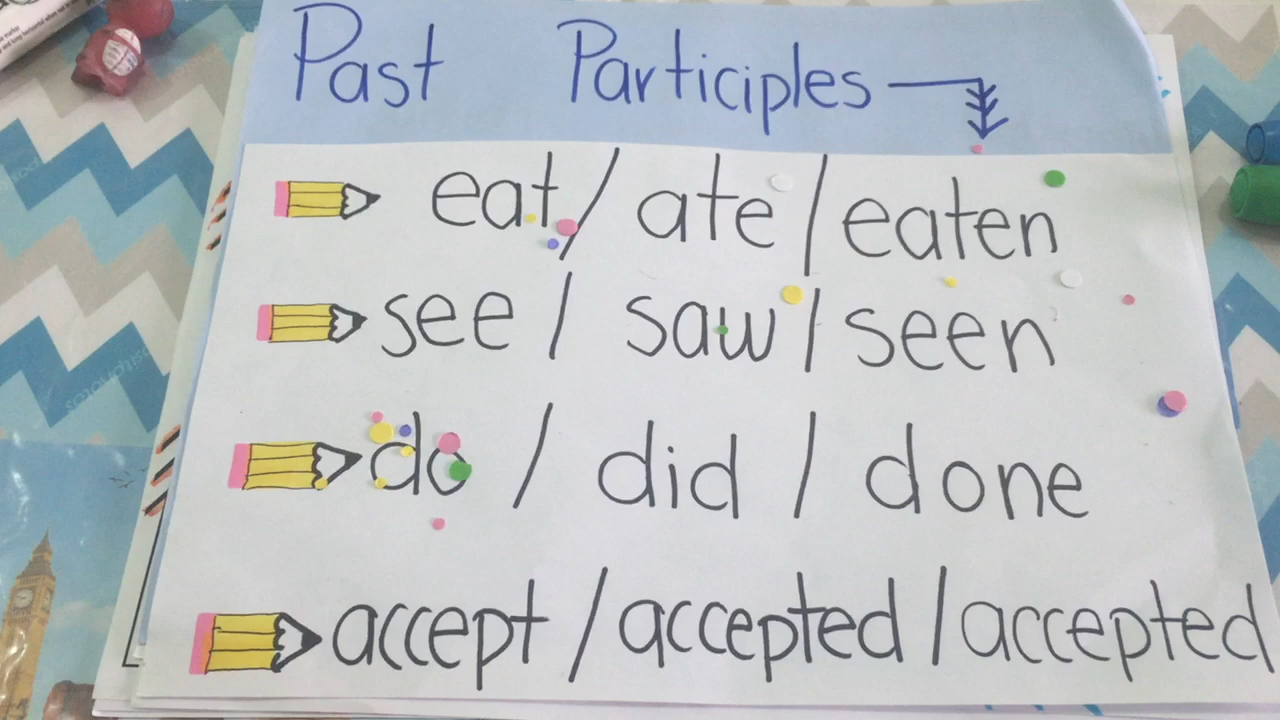 Past Participles
eat / ate / eaten
see / saw / seen
do / did / done
accept / accepted / accepted